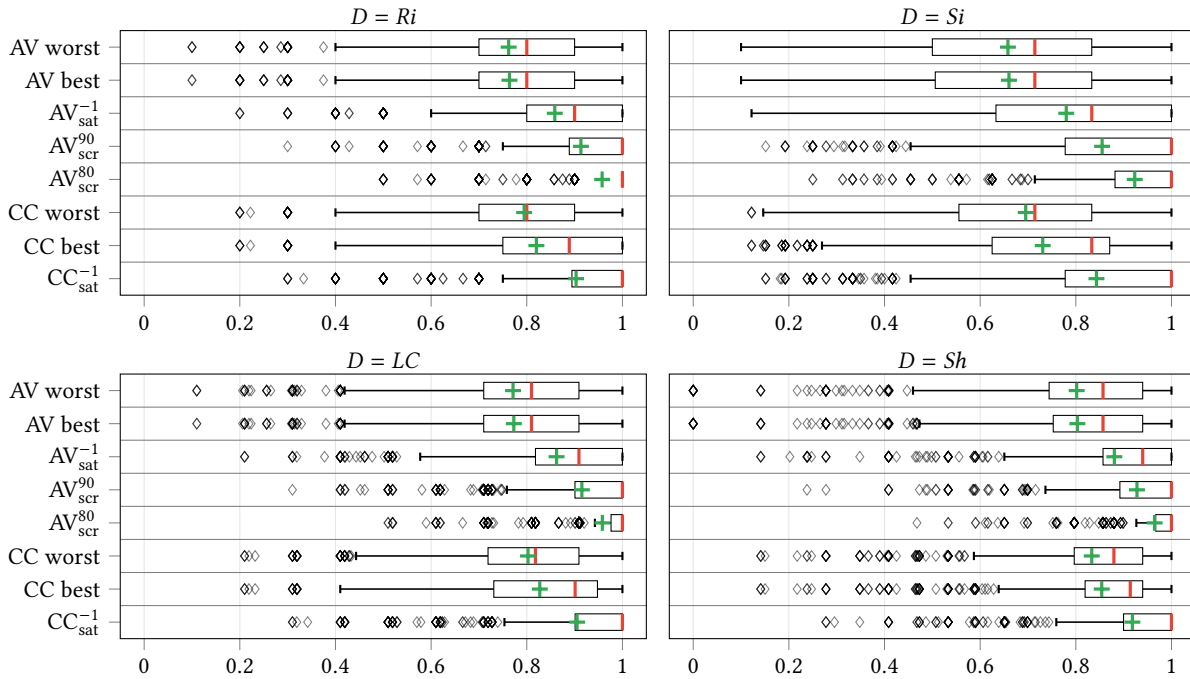 D = Ri
D = Si
AV worst
AV best
AV⁻¹sat
AV⁹⁰scr
AV⁸⁰scr
CC worst
CC best
CC⁻¹sat
0 0.2 0.4 0.6 0.8 1
0 0.2 0.4 0.6 0.8 1
D = LC
D = Sh
AV worst
AV best
AV⁻¹sat
AV⁹⁰scr
AV⁸⁰scr
CC worst
CC best
CC⁻¹sat
0 0.2 0.4 0.6 0.8 1
0 0.2 0.4 0.6 0.8 1